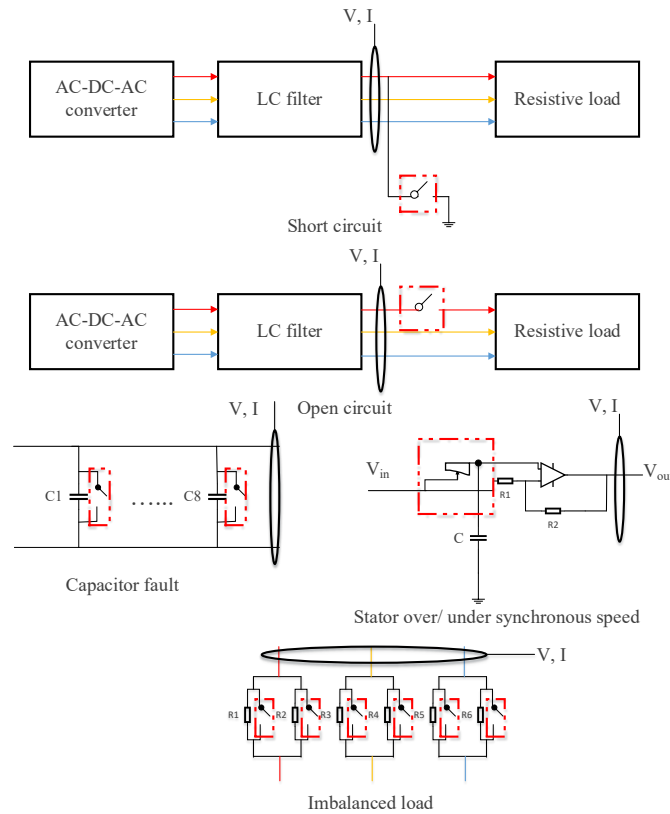 V, I
AC-DC-AC
converter
LC filter
Resistive load
Short circuit
V, I
AC-DC-AC
converter
LC filter
Resistive load
Open circuit
V, I
C1
......
C8
Capacitor fault
V, I
Vin
R1
Vou
R2
C
Stator over/ under synchronous speed
V, I
R1
R2
R3
R4
R5
R6
Imbalanced load